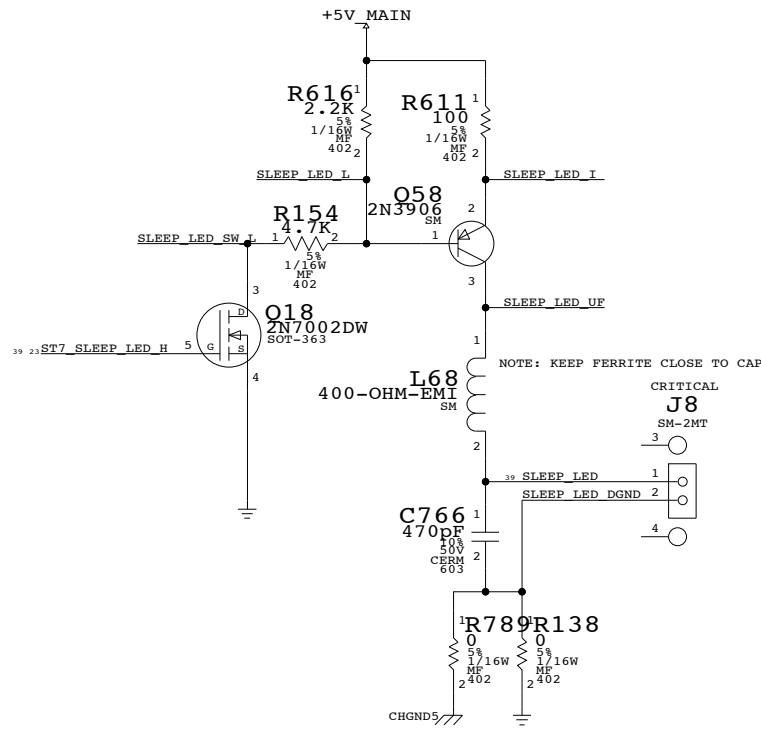 +5V_MAIN
R616
2.2K
5%
1/16W
MF
402
1
2
R611
100
5%
1/16W
MF
402
1
2
SLEEP_LED_L
SLEEP_LED_I
Q58
2N3906
SM
2
1
3
R154
4.7K
5%
1/16W
MF
402
1
2
SLEEP_LED_SW_L
3
Q18
2N7002DW
SOT-363
D
G
S
5
4
39 23 ST7_SLEEP_LED_H
SLEEP_LED_UF
1
L68
400-OHM-EMI
SM
2
NOTE: KEEP FERRITE CLOSE TO CAP
CRITICAL
J8
SM-2MT
3
1
2
4
39 SLEEP_LED
SLEEP_LED_DGND
C766
470pF
10%
50V
CERM
603
1
2
R789
0
5%
1/16W
MF
402
1
2
R138
0
5%
1/16W
MF
402
1
2
CHGND5